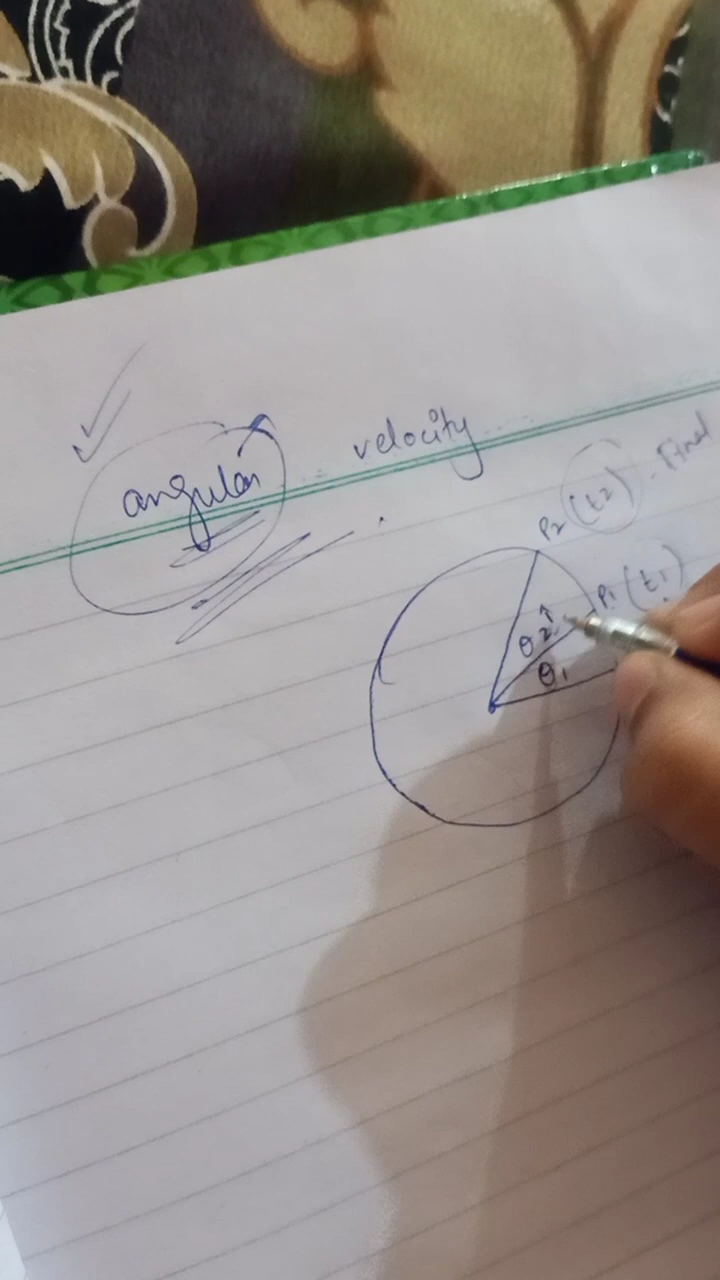 angular velocity
P2 (t2) - Final
P1 (t1)
θ2
θ1